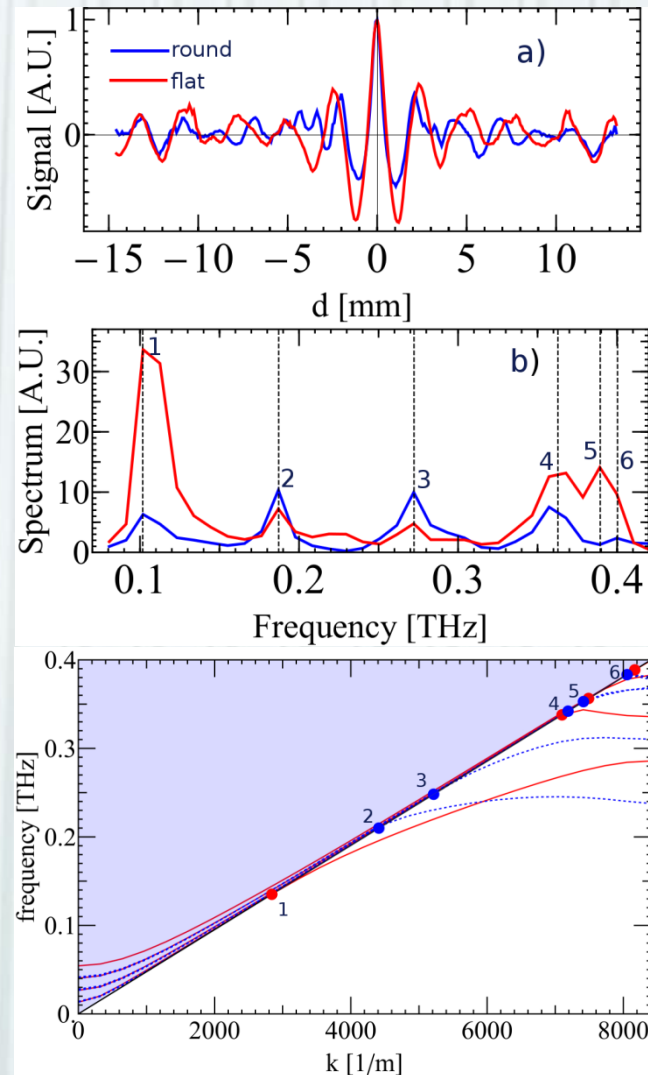 Signal [A.U.]
1
0
round
flat
a)
−15 −10 −5 0 5 10
d [mm]
Spectrum [A.U.]
30
20
10
0
b)
1
2
3
4
5
6
0.1 0.2 0.3 0.4
Frequency [THz]
frequency [THz]
0.4
0.3
0.2
0.1
0.
1
2
3
4
5
6
0 2000 4000 6000 8000
k [1/m]